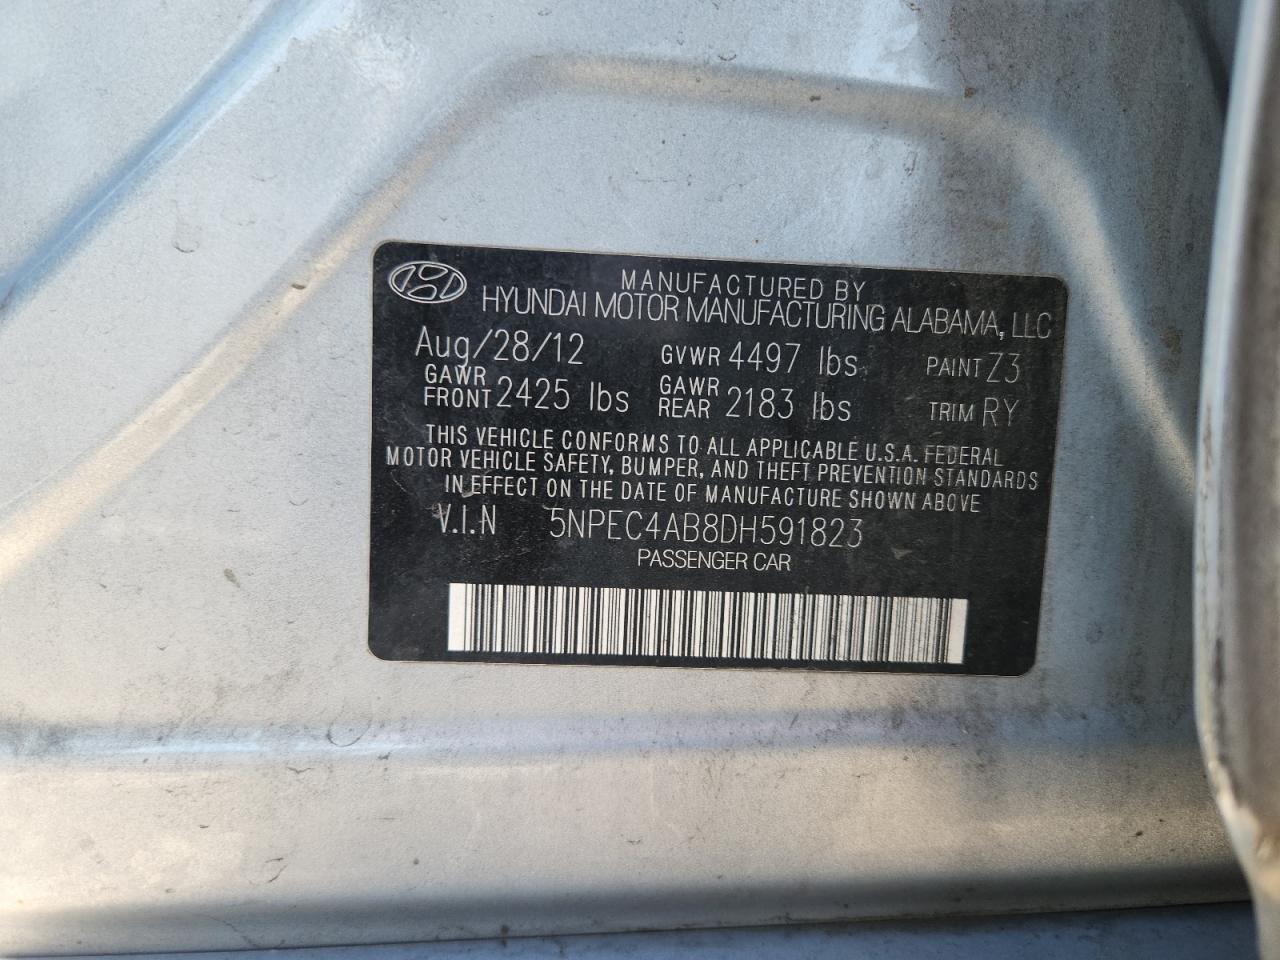 MANUFACTURED BY
HYUNDAI MOTOR MANUFACTURING ALABAMA, LLC
Aug/28/12 GVWR 4497 lbs PAINT Z3
GAWR FRONT 2425 lbs GAWR REAR 2183 lbs TRIM RY
THIS VEHICLE CONFORMS TO ALL APPLICABLE U.S.A. FEDERAL
MOTOR VEHICLE SAFETY, BUMPER, AND THEFT PREVENTION STANDARDS
IN EFFECT ON THE DATE OF MANUFACTURE SHOWN ABOVE
V.I.N 5NPEC4AB8DH591823
PASSENGER CAR